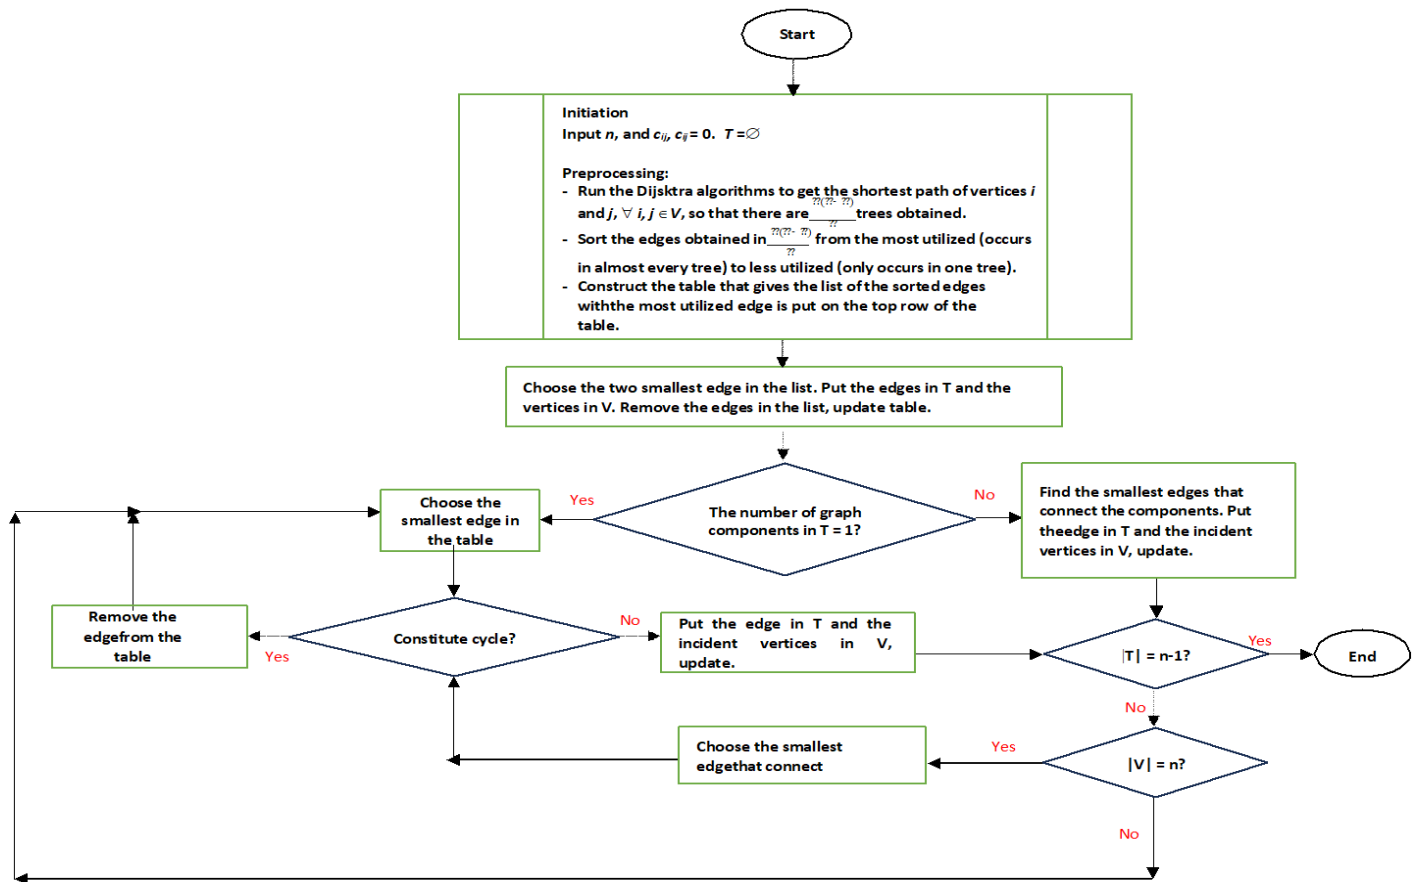 Start
Initiation
Input n, and cij, cij = 0. T =∅
Preprocessing:
- Run the Dijsktra algorithms to get the shortest path of vertices i
and j, ∀ i, j ∈ V, so that there are ??(??- ??)/?? trees obtained.
- Sort the edges obtained in ??(??- ??)/?? from the most utilized (occurs
in almost every tree) to less utilized (only occurs in one tree).
- Construct the table that gives the list of the sorted edges
withthe most utilized edge is put on the top row of the
table.
Choose the two smallest edge in the list. Put the edges in T and the
vertices in V. Remove the edges in the list, update table.
Choose the
smallest edge in
the table
Yes
The number of graph
components in T = 1?
No
Find the smallest edges that
connect the components. Put
theedge in T and the incident
vertices in V, update.
Remove the
edgefrom the
table
Yes
Constitute cycle?
No
Put the edge in T and the
incident vertices in V,
update.
|T| = n-1?
Yes
End
No
Choose the smallest
edgethat connect
Yes
|V| = n?
No